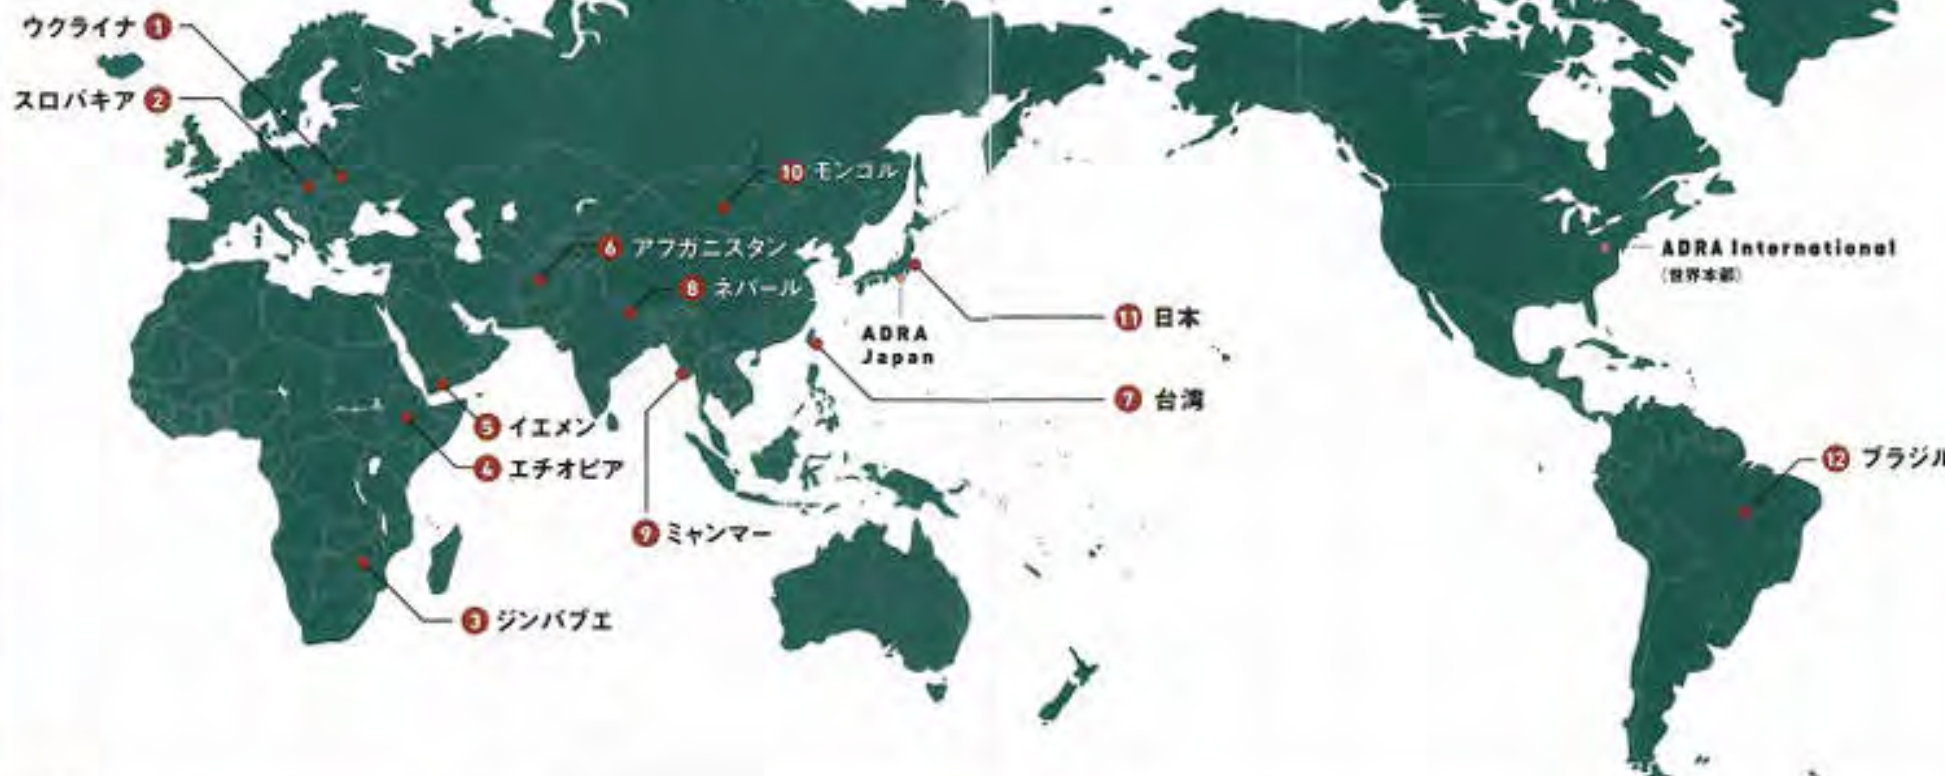 ウクライナ 1
スロバキア 2
10 モンゴル
6 アフガニスタン
8 ネパール
ADRA International
(世界本部)
11 日本
ADRA
Japan
7 台湾
5 イエメン
4 エチオピア
12 ブラジル
9 ミャンマー
3 ジンバブエ